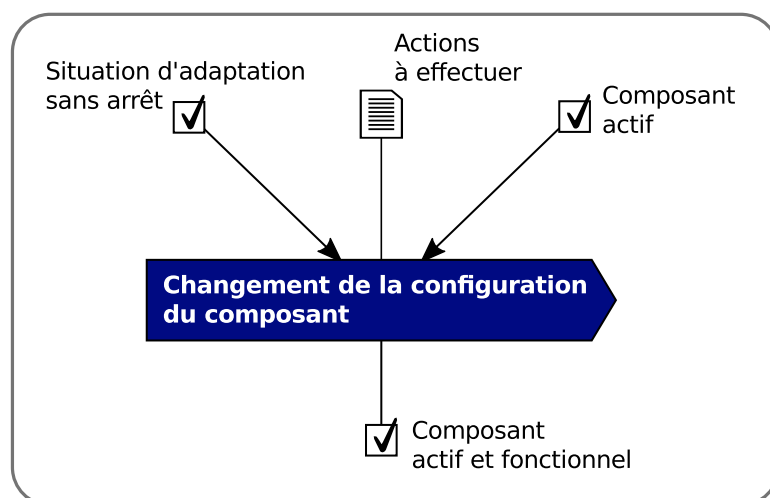 Situation d'adaptation
sans arrêt
Actions
à effectuer
Composant
actif
Changement de la configuration
du composant
Composant
actif et fonctionnel